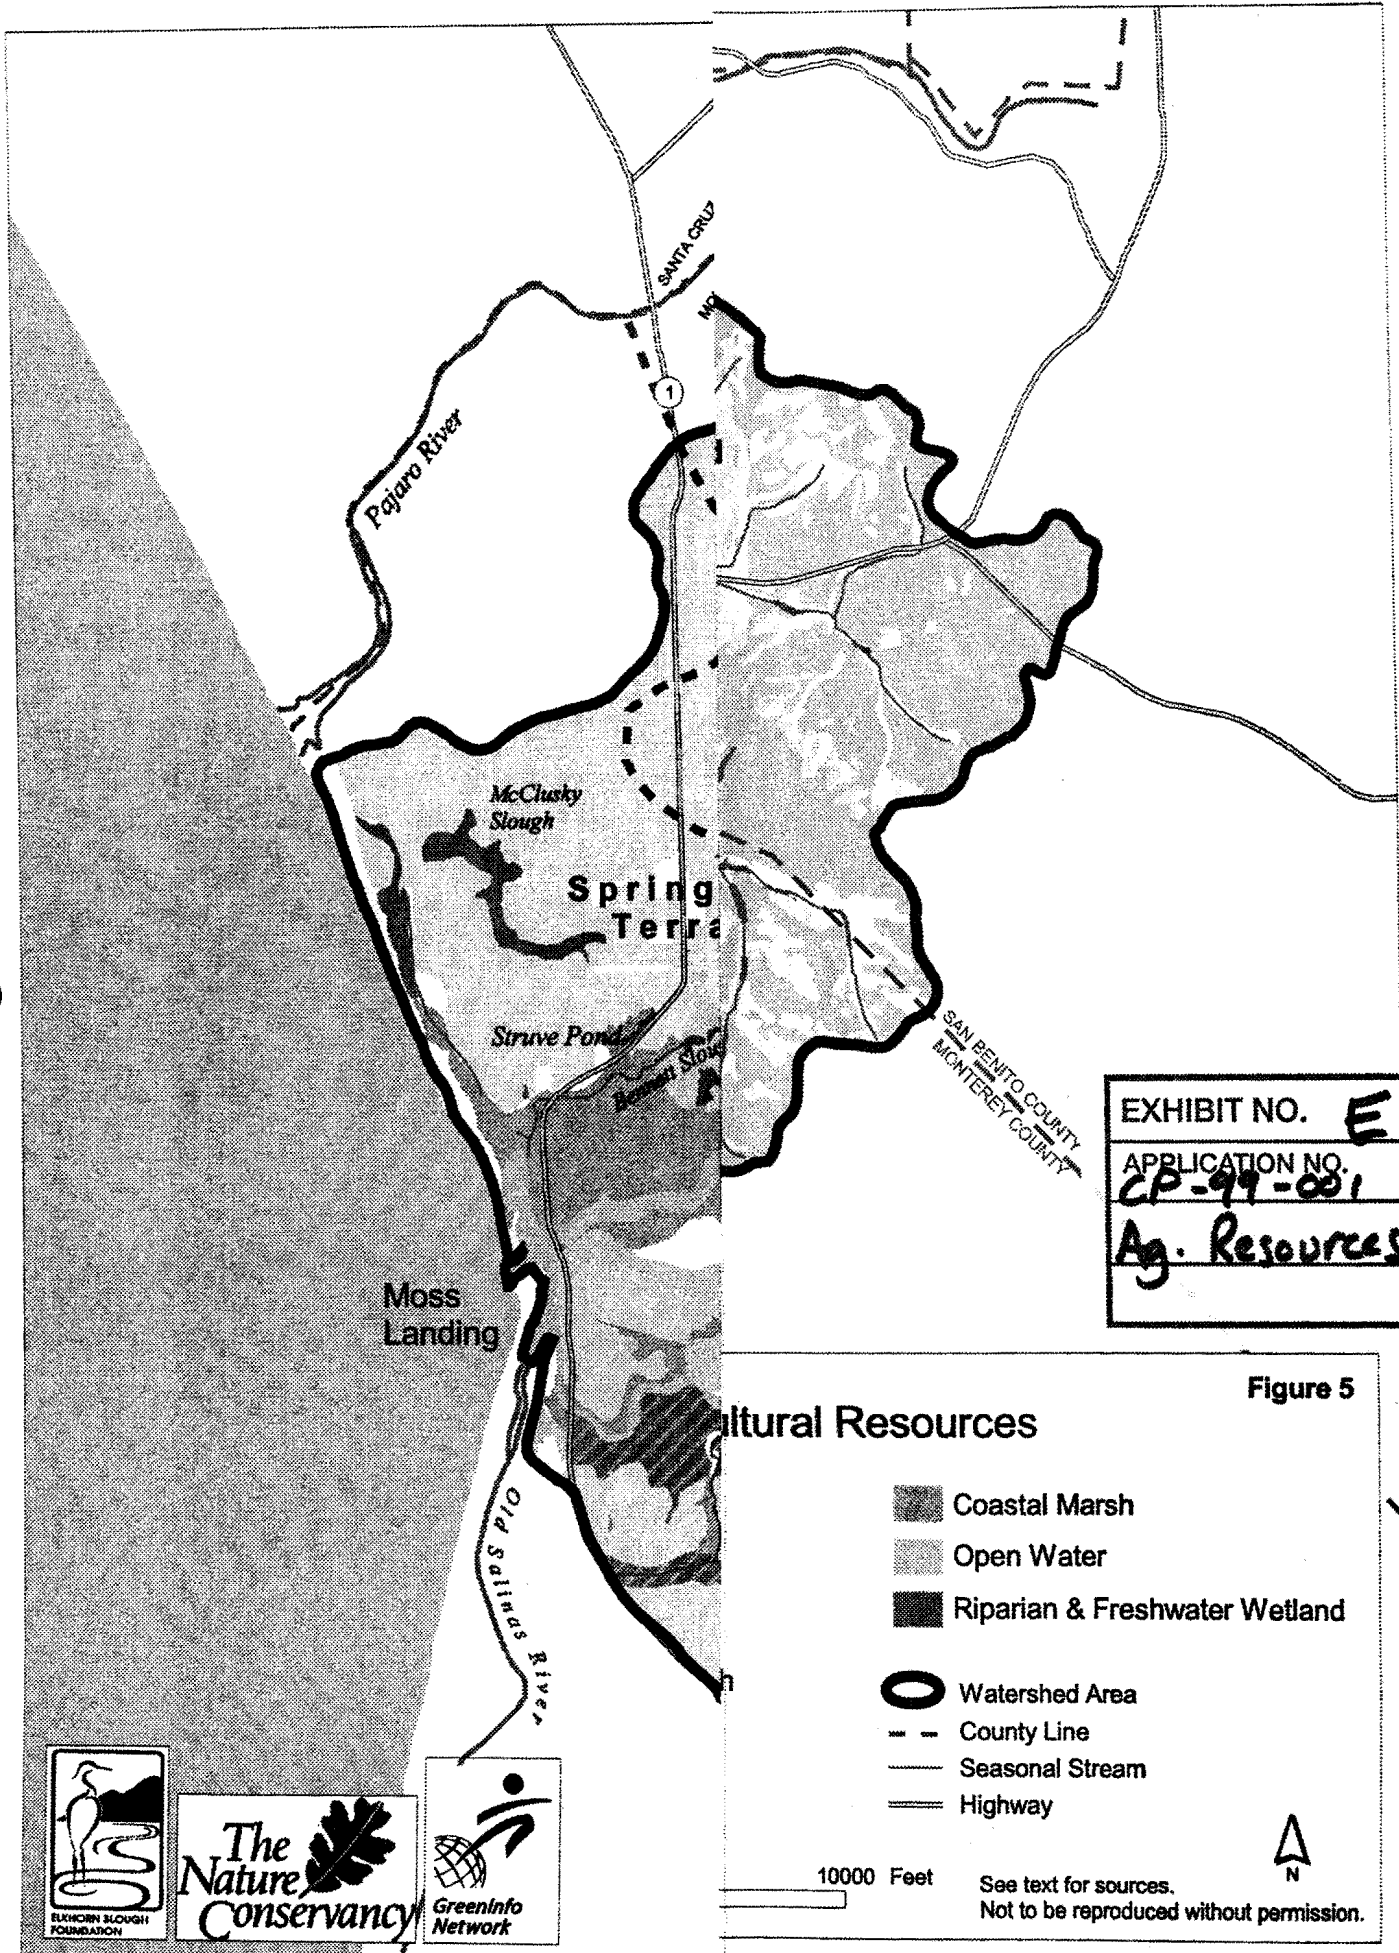 SANTA CRUZ
MO
1
Pajaro River
McClusky
Slough
Spring
Terra
Struve Pond
Bennett Slou
SAN BENITO COUNTY
MONTEREY COUNTY
EXHIBIT NO. E
APPLICATION NO.
CP-99-001
Ag. Resources
Moss
Landing
Old Salinas River
Figure 5
ltural Resources
Coastal Marsh
Open Water
Riparian & Freshwater Wetland
Watershed Area
County Line
Seasonal Stream
Highway
10000 Feet
N
See text for sources.
Not to be reproduced without permission.
ELKHORN SLOUGH
FOUNDATION
The
Nature
Conservancy
GreenInfo
Network